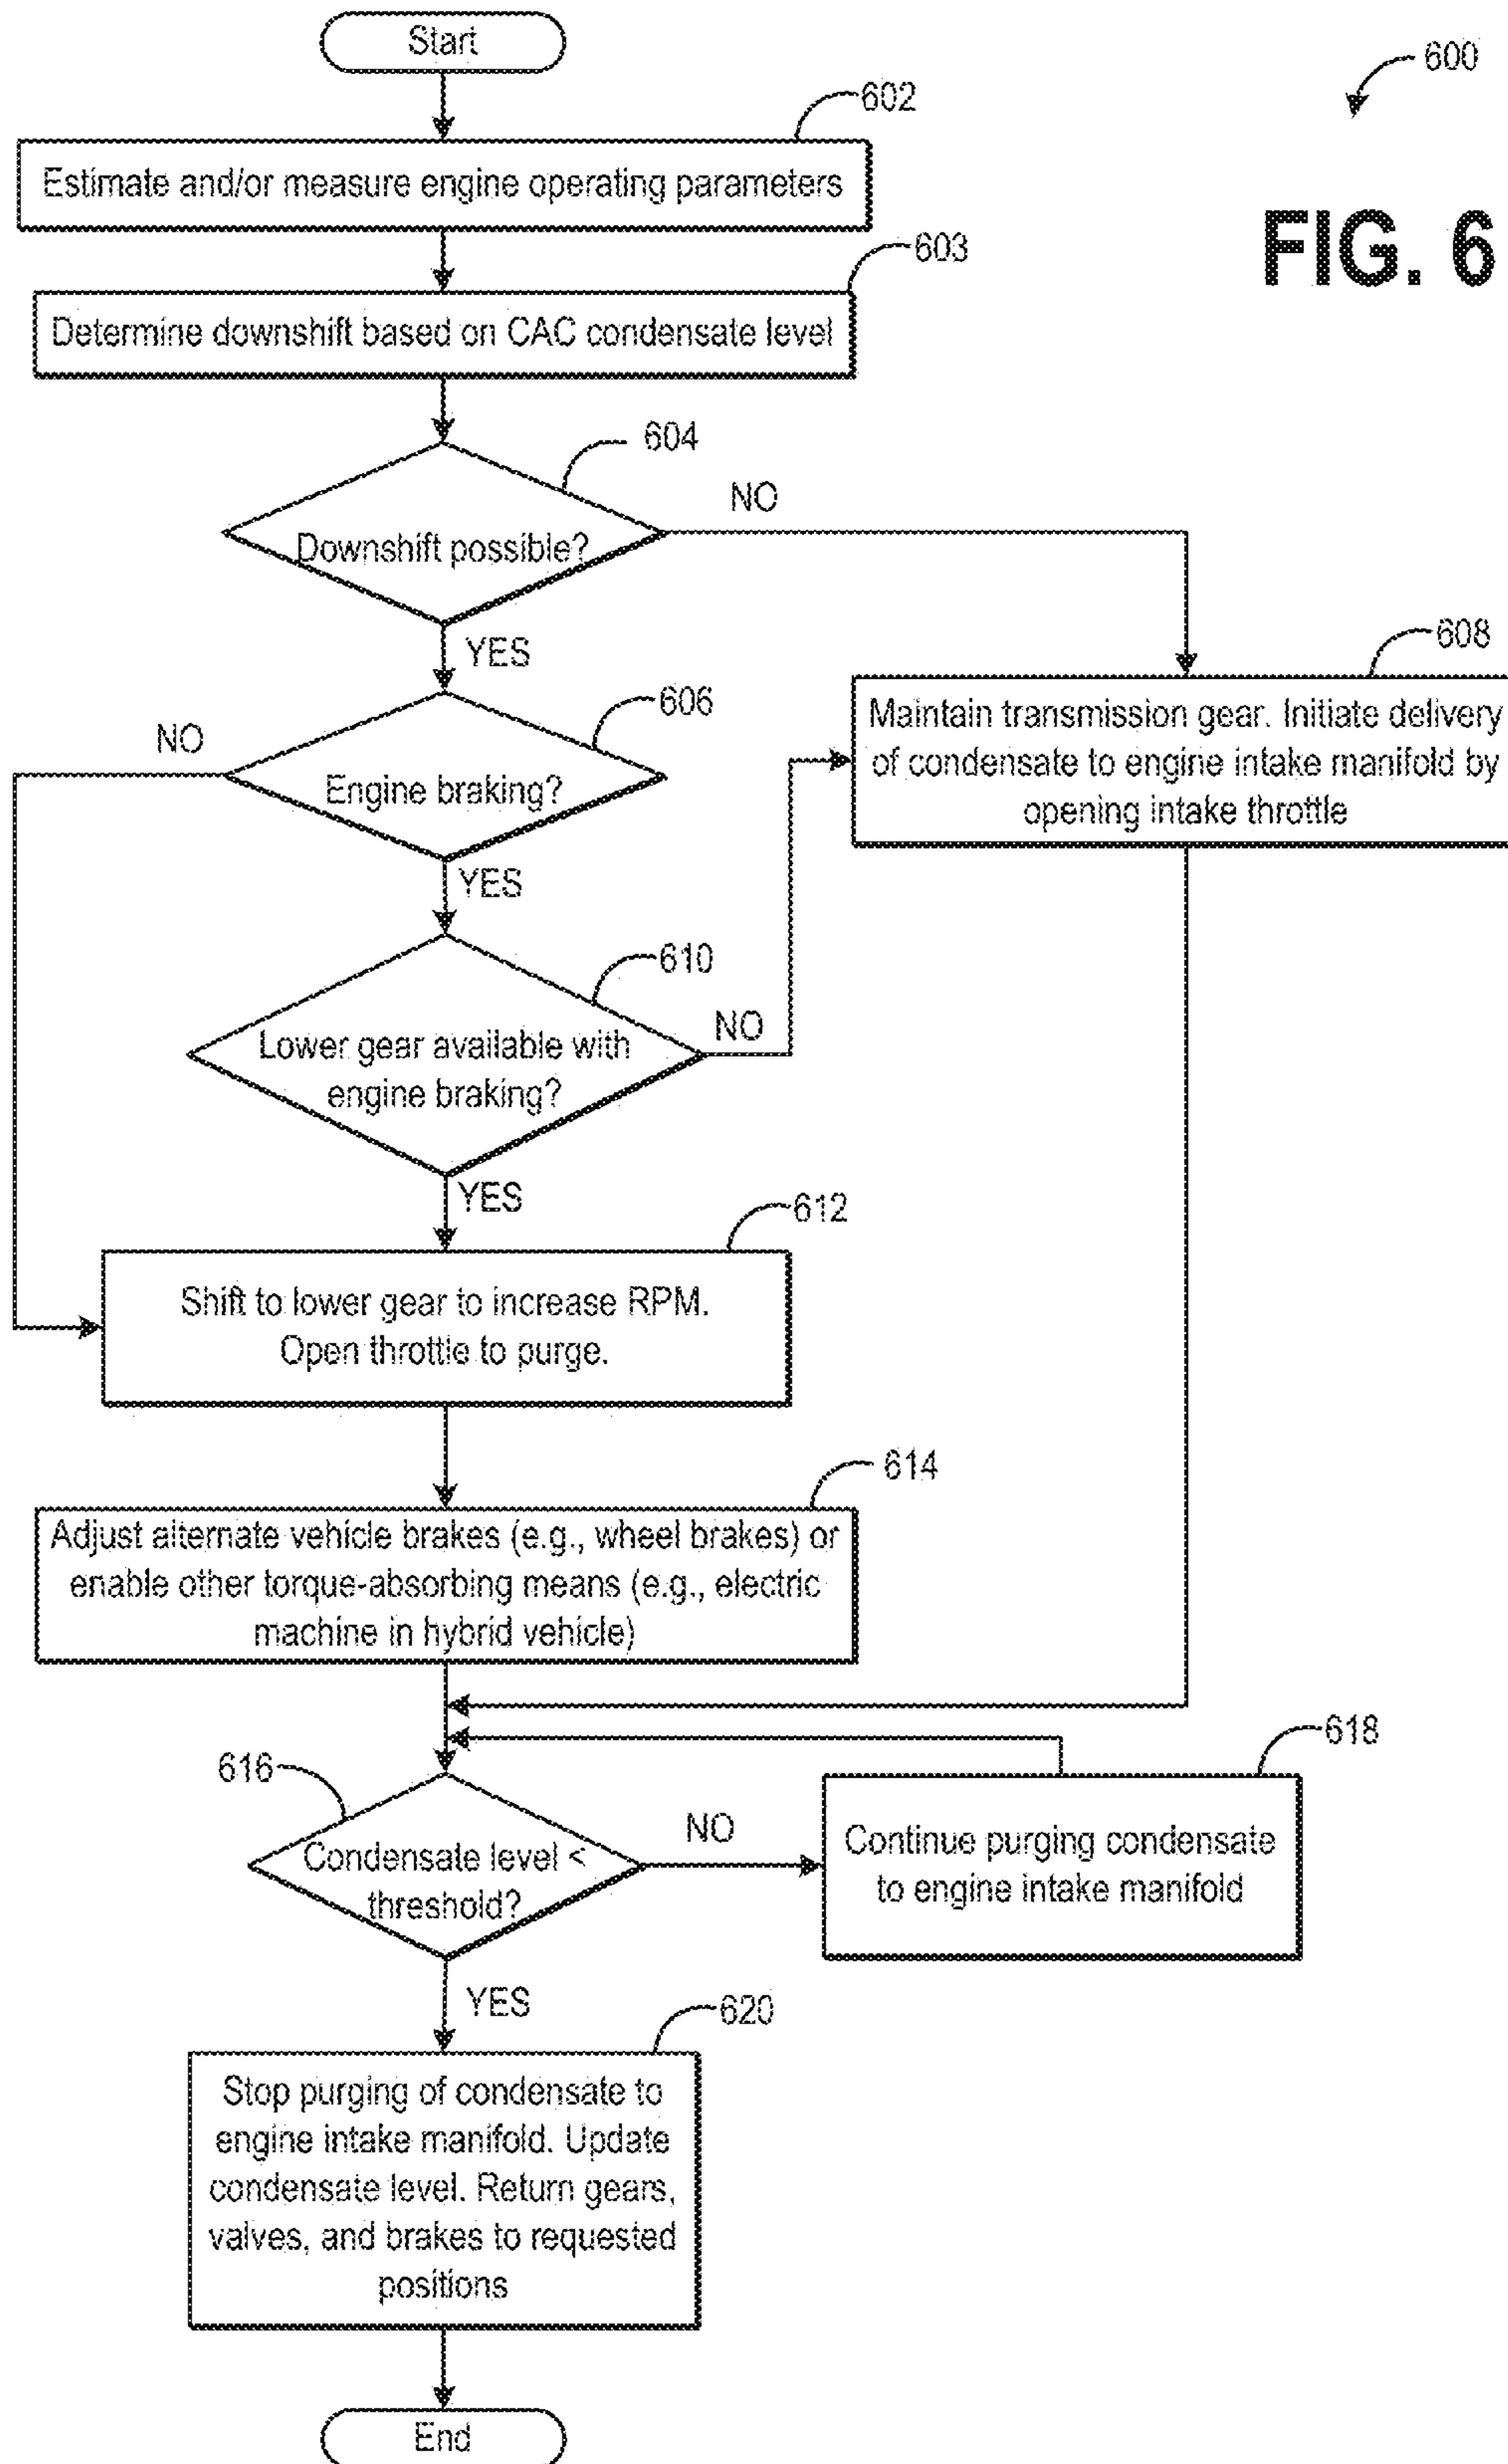 Start
600
602
Estimate and/or measure engine operating parameters
FIG. 6
603
Determine downshift based on CAC condensate level
604
Downshift possible?
NO
YES
606
608
NO
Engine braking?
Maintain transmission gear. Initiate delivery
of condensate to engine intake manifold by
opening intake throttle
YES
610
Lower gear available with
engine braking?
NO
YES
612
Shift to lower gear to increase RPM.
Open throttle to purge.
614
Adjust alternate vehicle brakes (e.g., wheel brakes) or
enable other torque-absorbing means (e.g., electric
machine in hybrid vehicle)
616
618
Condensate level <
threshold?
NO
Continue purging condensate
to engine intake manifold
YES
620
Stop purging of condensate to
engine intake manifold. Update
condensate level. Return gears,
valves, and brakes to requested
positions
End